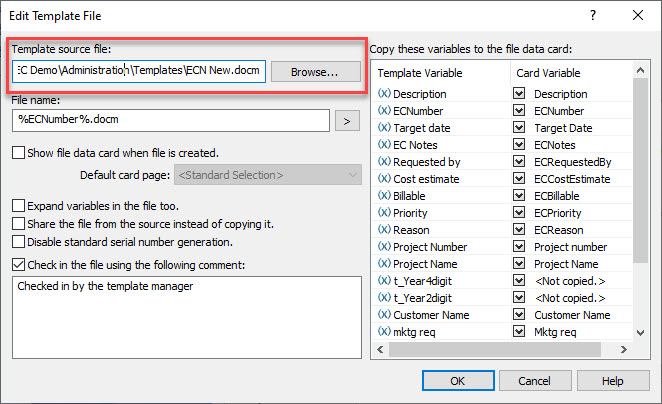 Edit Template File
Template source file:
:C Demo\Administration\Templates\ECN New.docm
Browse...
File name:
%ECNumber%.docm
>
Show file data card when file is created.
Default card page: <Standard Selection>
Expand variables in the file too.
Share the file from the source instead of copying it.
Disable standard serial number generation.
Check in the file using the following comment:
Checked in by the template manager
Copy these variables to the file data card:
Template Variable Card Variable
(x) Description Description
(x) ECNumber ECNumber
(x) Target date Target Date
(x) EC Notes ECNotes
(x) Requested by ECRequestedBy
(x) Cost estimate ECCostEstimate
(x) Billable ECBillable
(x) Priority ECPriority
(x) Reason ECReason
(x) Project Number Project number
(x) Project Name Project Name
(x) t_Year4digit <Not copied.>
(x) t_Year2digit <Not copied.>
(x) Customer Name Customer Name
(x) mktg req Mktg req
OK Cancel Help